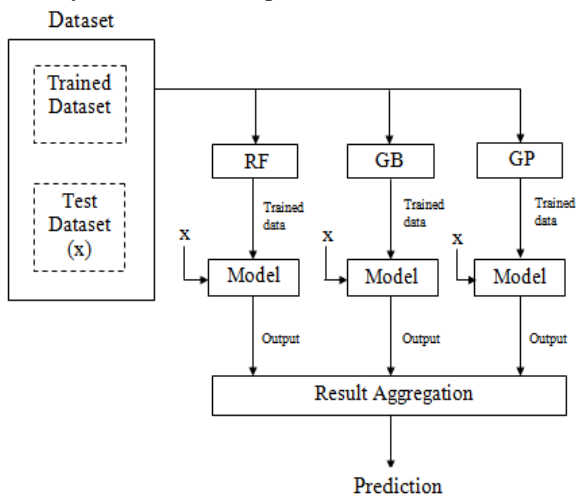 Dataset
Trained
Dataset
Test
Dataset
(x)
RF
GB
GP
Trained
data
Trained
data
Trained
data
x
x
x
Model
Model
Model
Output
Output
Output
Result Aggregation
Prediction